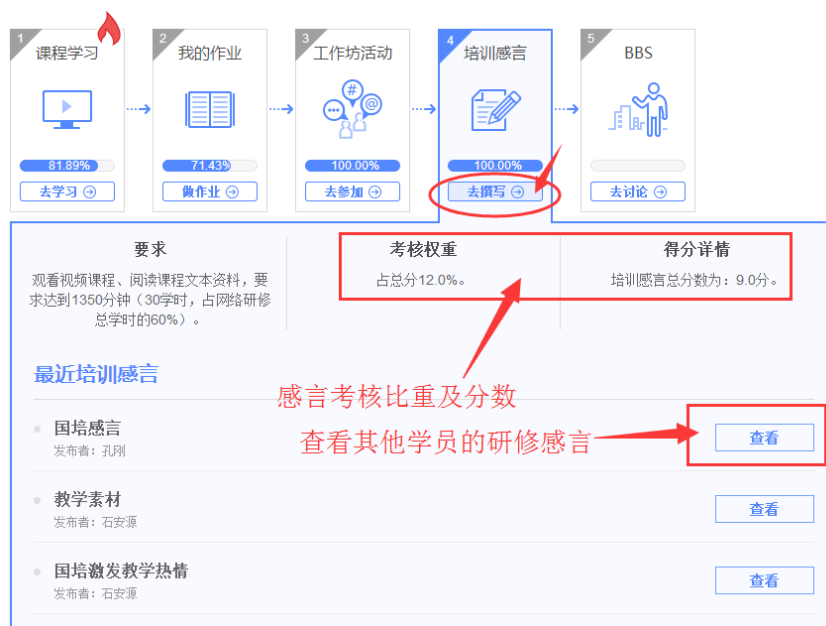 1
课程学习
2
我的作业
3
工作坊活动
4
培训感言
5
BBS
#
@
81.89%
71.43%
100.00%
100.00%
去学习
做作业
去参加
去撰写
去讨论
要求
考核权重
得分详情
观看视频课程、阅读课程文本资料，要
求达到1350分钟（30学时，占网络研修
总学时的60%）。
占总分12.0%。
培训感言总分数为：9.0分。
最近培训感言
感言考核比重及分数
国培感言
发布者：孔刚
查看其他学员的研修感言
查看
教学素材
发布者：石安源
查看
国培激发教学热情
发布者：石安源
查看